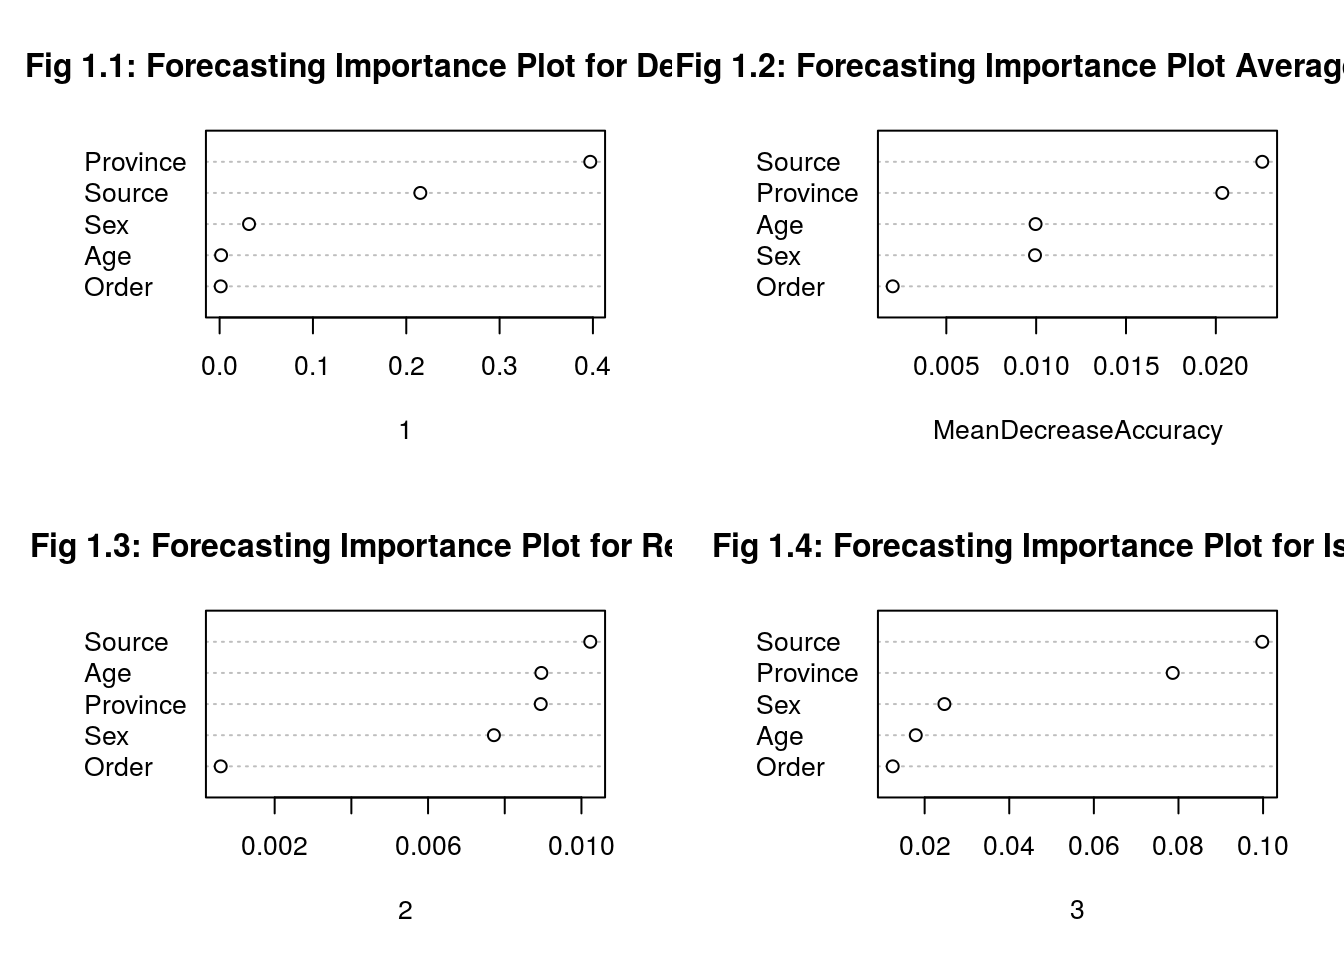 Fig 1.1: Forecasting Importance Plot for De
Province
Source
Sex
Age
Order
0.0 0.1 0.2 0.3 0.4
1
Fig 1.2: Forecasting Importance Plot Average
Source
Province
Age
Sex
Order
0.005 0.010 0.015 0.020
MeanDecreaseAccuracy
Fig 1.3: Forecasting Importance Plot for Re
Source
Age
Province
Sex
Order
0.002 0.006 0.010
2
Fig 1.4: Forecasting Importance Plot for Is
Source
Province
Sex
Age
Order
0.02 0.04 0.06 0.08 0.10
3